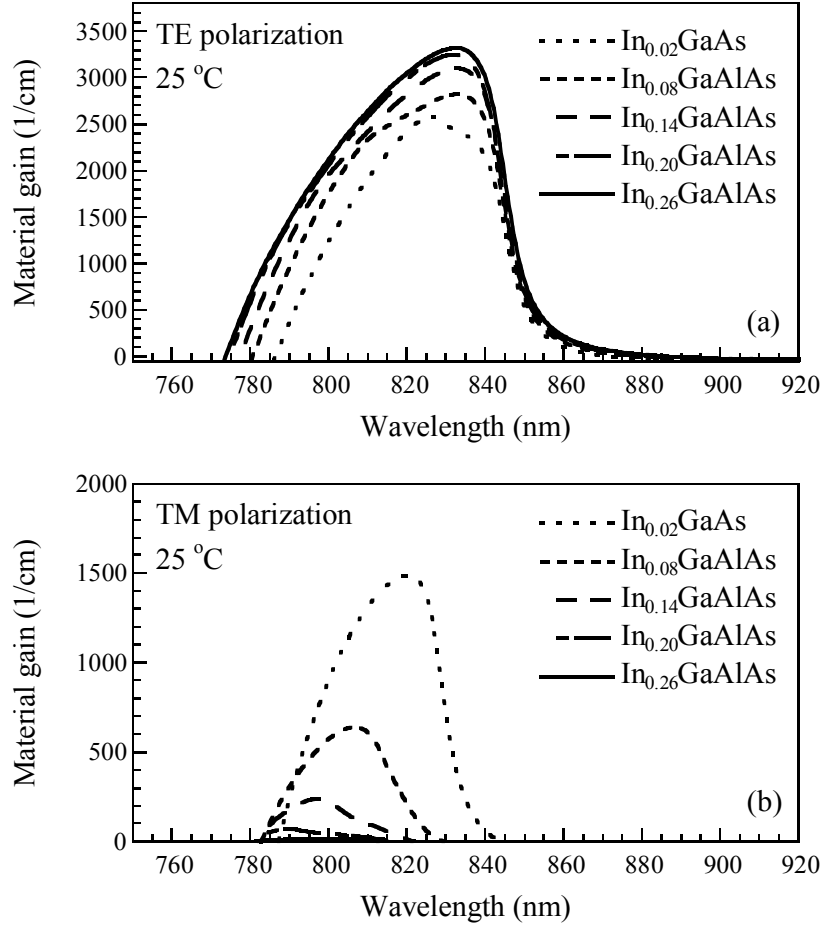 TE polarization
25 °C
In0.02GaAs
In0.08GaAlAs
In0.14GaAlAs
In0.20GaAlAs
In0.26GaAlAs
Material gain (1/cm)
3500
3000
2500
2000
1500
1000
500
0
(a)
760 780 800 820 840 860 880 900 920
Wavelength (nm)
TM polarization
25 °C
In0.02GaAs
In0.08GaAlAs
In0.14GaAlAs
In0.20GaAlAs
In0.26GaAlAs
Material gain (1/cm)
2000
1500
1000
500
0
(b)
760 780 800 820 840 860 880 900 920
Wavelength (nm)